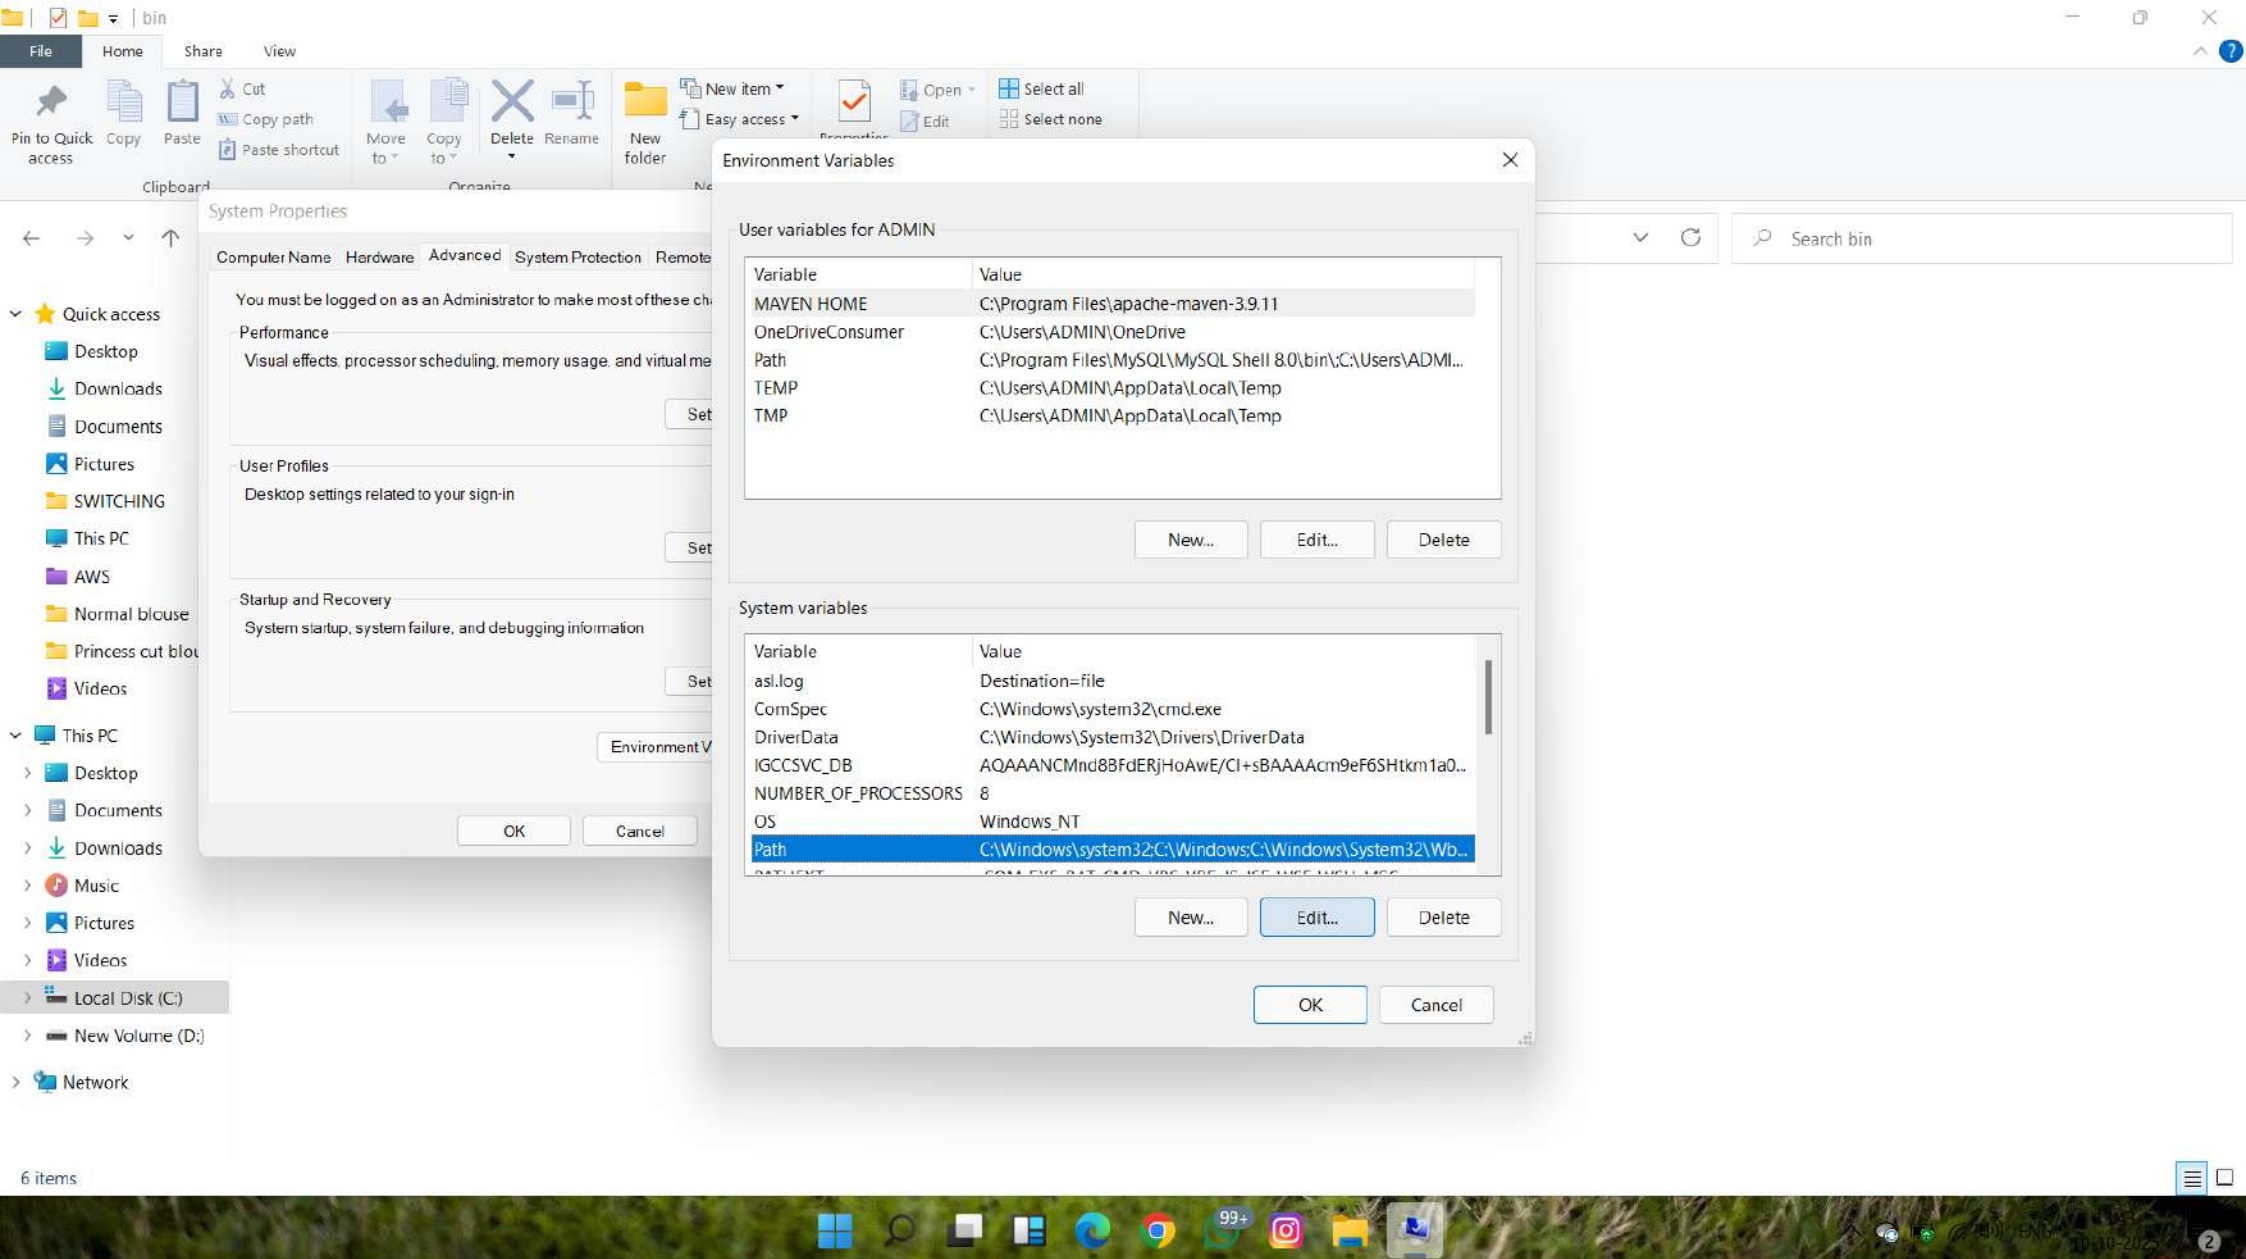 bin
File Home Share View
Pin to Quick access
Copy
Paste
Cut
Copy path
Paste shortcut
Move to
Copy to
Delete
Rename
New folder
New item
Easy access
Properties
Open
Edit
Select all
Select none
Clipboard
Organize
Environment Variables
System Properties
Search bin
Computer Name Hardware Advanced System Protection Remote
You must be logged on as an Administrator to make most of these ch
Performance
Visual effects, processor scheduling, memory usage, and virtual me
Set
User Profiles
Desktop settings related to your sign-in
Set
Startup and Recovery
System startup, system failure, and debugging information
Set
Environment V
OK Cancel
User variables for ADMIN
Variable Value
MAVEN HOME C:\Program Files\apache-maven-3.9.11
OneDriveConsumer C:\Users\ADMIN\OneDrive
Path C:\Program Files\MySQL\MySQL Shell 8.0\bin\;C:\Users\ADMI...
TEMP C:\Users\ADMIN\AppData\Local\Temp
TMP C:\Users\ADMIN\AppData\Local\Temp
New... Edit... Delete
System variables
Variable Value
asl.log Destination=file
ComSpec C:\Windows\system32\cmd.exe
DriverData C:\Windows\System32\Drivers\DriverData
IGCCSVC_DB
NUMBER_OF_PROCESSORS 8
OS Windows_NT
Path C:\Windows\system32;C:\Windows;C:\Windows\System32\Wb...
New... Edit... Delete
OK Cancel
Quick access
Desktop
Downloads
Documents
Pictures
SWITCHING
This PC
AWS
Normal blouse
Princess cut blou
Videos
This PC
Desktop
Documents
Downloads
Music
Pictures
Videos
Local Disk (C:)
New Volume (D:)
Network
6 items
99+
2